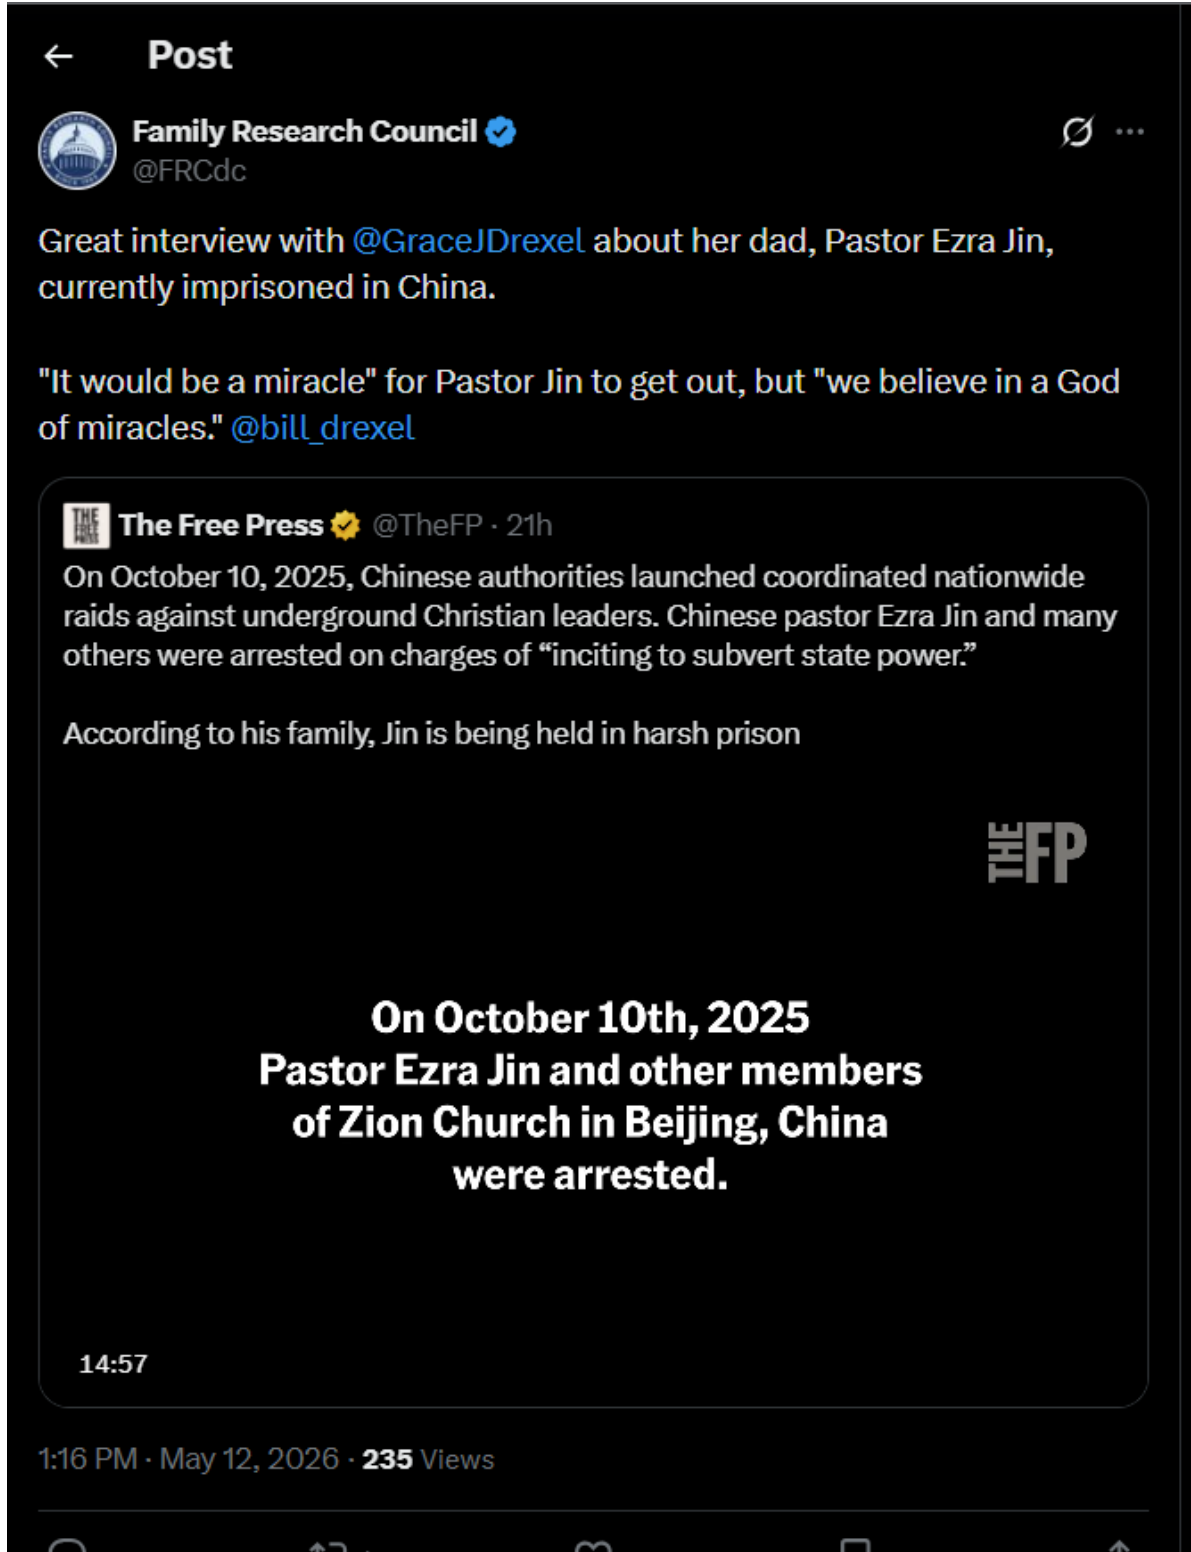 Post
Family Research Council
@FRCdc
Great interview with @GraceJDrexel about her dad, Pastor Ezra Jin,
currently imprisoned in China.
"It would be a miracle" for Pastor Jin to get out, but "we believe in a God
of miracles." @bill_drexel
THE FREE PRESS
The Free Press @TheFP · 21h
On October 10, 2025, Chinese authorities launched coordinated nationwide
raids against underground Christian leaders. Chinese pastor Ezra Jin and many
others were arrested on charges of “inciting to subvert state power.”
According to his family, Jin is being held in harsh prison
THE FP
On October 10th, 2025
Pastor Ezra Jin and other members
of Zion Church in Beijing, China
were arrested.
14:57
1:16 PM · May 12, 2026 · 235 Views